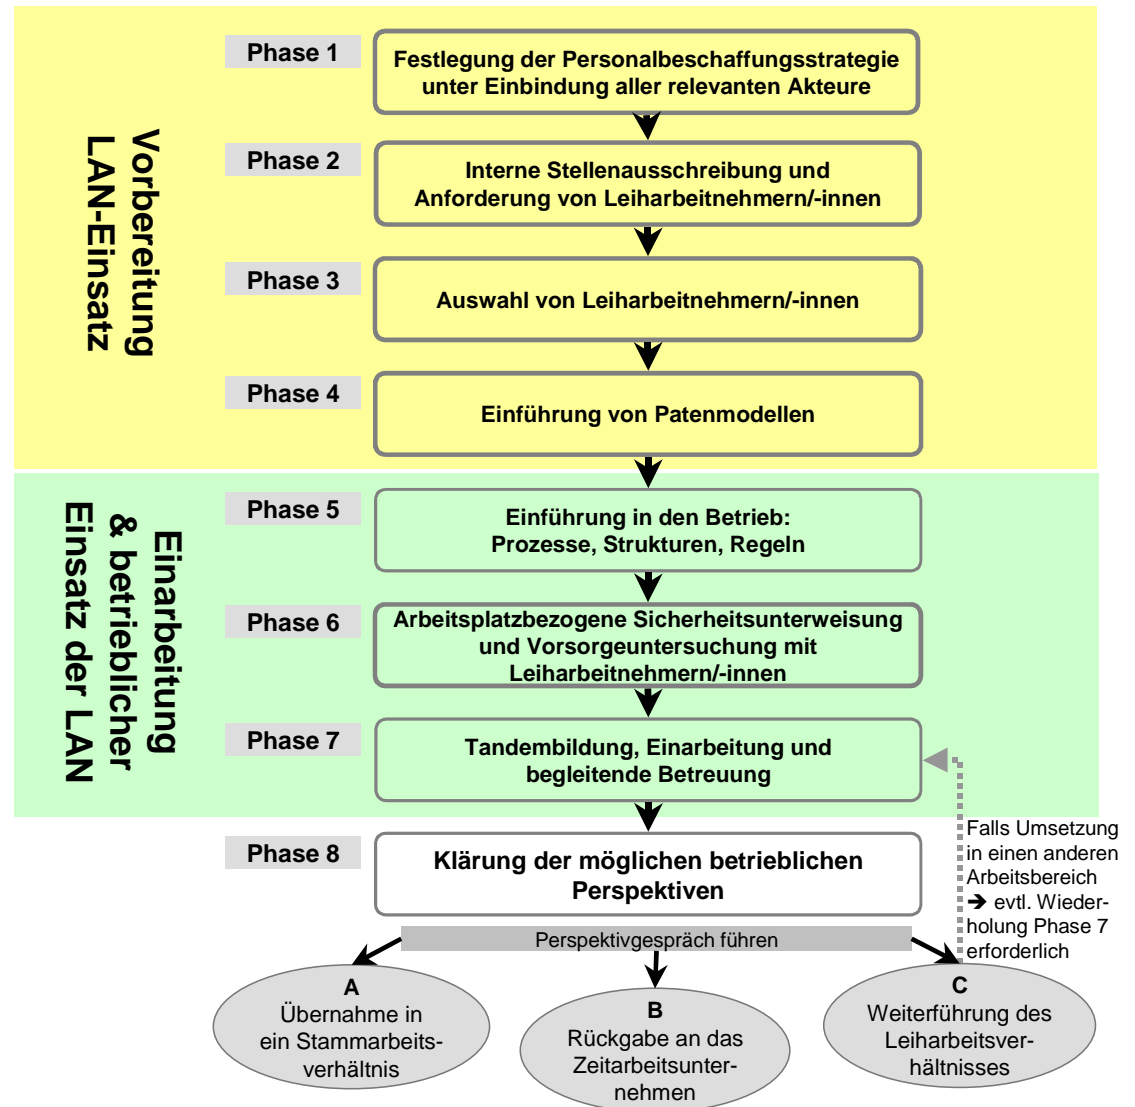 Vorbereitung
LAN-Einsatz
Phase 1
Festlegung der Personalbeschaffungsstrategie
unter Einbindung aller relevanten Akteure
Phase 2
Interne Stellenausschreibung und
Anforderung von Leiharbeitnehmern/-innen
Phase 3
Auswahl von Leiharbeitnehmern/-innen
Phase 4
Einführung von Patenmodellen
Einarbeitung
& betrieblicher
Einsatz der LAN
Phase 5
Einführung in den Betrieb:
Prozesse, Strukturen, Regeln
Phase 6
Arbeitsplatzbezogene Sicherheitsunterweisung
und Vorsorgeuntersuchung mit
Leiharbeitnehmern/-innen
Phase 7
Tandembildung, Einarbeitung und
begleitende Betreuung
Phase 8
Klärung der möglichen betrieblichen
Perspektiven
Falls Umsetzung
in einen anderen
Arbeitsbereich
➔ evtl. Wieder-
holung Phase 7
erforderlich
Perspektivgespräch führen
A
Übernahme in
ein Stammarbeits-
verhältnis
B
Rückgabe an das
Zeitarbeitsunter-
nehmen
C
Weiterführung des
Leiharbeitsver-
hältnisses